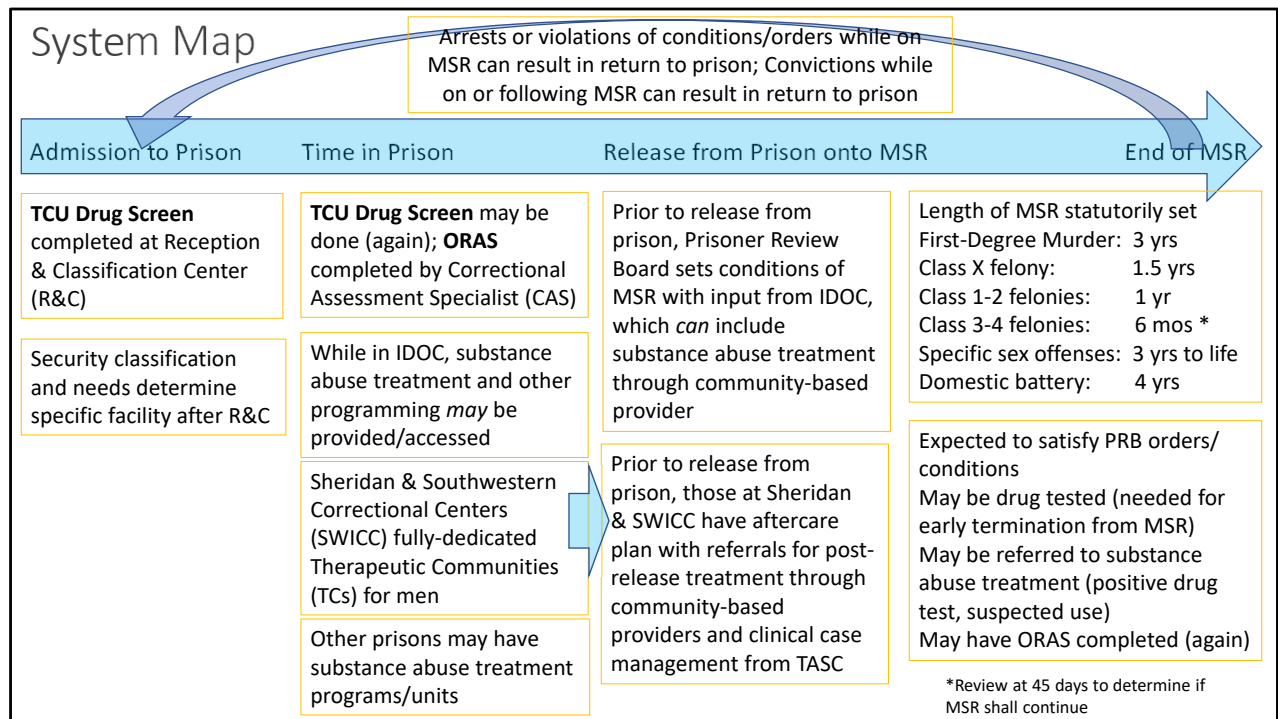 System Map
Arrests or violations of conditions/orders while on
MSR can result in return to prison; Convictions while
on or following MSR can result in return to prison
Admission to Prison
Time in Prison
Release from Prison onto MSR
End of MSR
TCU Drug Screen
completed at Reception
& Classification Center
(R&C)
Security classification
and needs determine
specific facility after R&C
TCU Drug Screen may be
done (again); ORAS
completed by Correctional
Assessment Specialist (CAS)
While in IDOC, substance
abuse treatment and other
programming may be
provided/accessed
Sheridan & Southwestern
Correctional Centers
(SWICC) fully-dedicated
Therapeutic Communities
(TCs) for men
Other prisons may have
substance abuse treatment
programs/units
Prior to release from
prison, Prisoner Review
Board sets conditions of
MSR with input from IDOC,
which can include
substance abuse treatment
through community-based
provider
Prior to release from
prison, those at Sheridan
& SWICC have aftercare
plan with referrals for post-
release treatment through
community-based
providers and clinical case
management from TASC
Length of MSR statutorily set
First-Degree Murder: 3 yrs
Class X felony: 1.5 yrs
Class 1-2 felonies: 1 yr
Class 3-4 felonies: 6 mos *
Specific sex offenses: 3 yrs to life
Domestic battery: 4 yrs
Expected to satisfy PRB orders/
conditions
May be drug tested (needed for
early termination from MSR)
May be referred to substance
abuse treatment (positive drug
test, suspected use)
May have ORAS completed (again)
*Review at 45 days to determine if
MSR shall continue